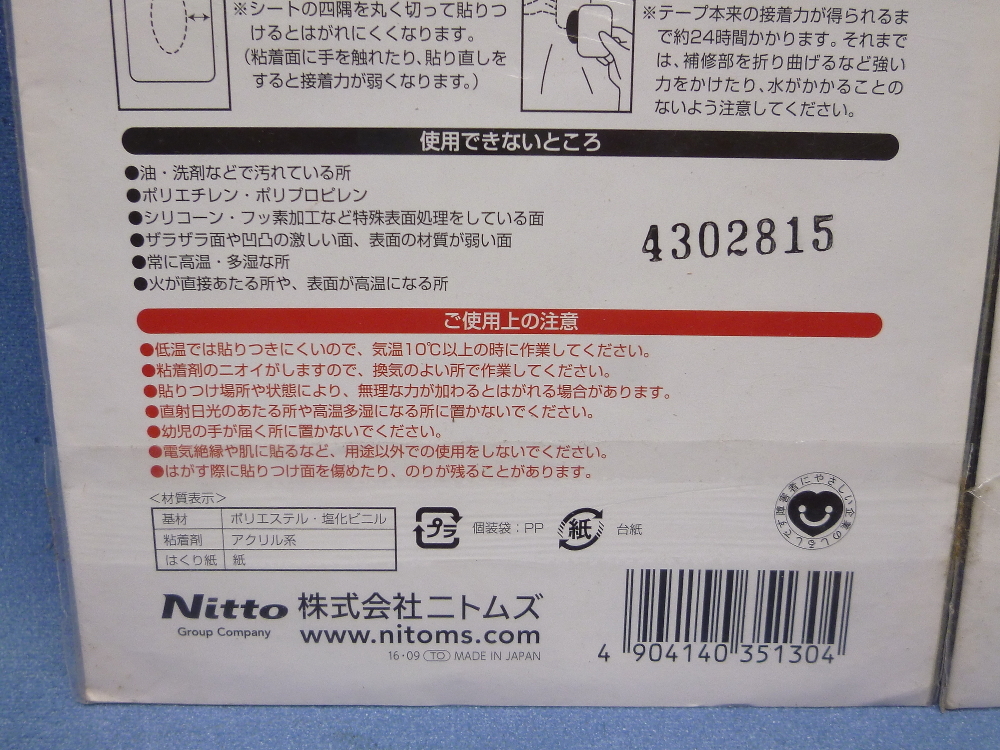 ※シートの四隅を丸く切って貼りつ
けるとはがれにくくなります。
(粘着面に手を触れたり、貼り直しを
すると接着力が弱くなります。)
※テープ本来の接着力が得られるま
で約24時間かかります。それまで
は、補修部を折り曲げるなど強い
力をかけたり、水がかかることの
ないよう注意してください。
使用できないところ
●油・洗剤などで汚れている所
●ポリエチレン・ポリプロピレン
●シリコーン・フッ素加工など特殊表面処理をしている面
●ザラザラ面や凹凸の激しい面、表面の材質が弱い面
●常に高温・多湿な所
●火が直接あたる所や、表面が高温になる所
4302815
ご使用上の注意
●低温では貼りつきにくいので、気温10℃以上の時に作業してください。
●粘着剤のニオイがしますので、換気のよい所で作業してください。
●貼りつけ場所や状態により、無理な力が加わるとはがれる場合があります。
●直射日光のあたる所や高温多湿になる所に置かないでください。
●幼児の手が届く所に置かないでください。
●電気絶縁や肌に貼るなど、用途以外での使用をしないでください。
●はがす際に貼りつけ面を傷めたり、のりが残ることがあります。
<材質表示>
基材 ポリエステル・塩化ビニル
粘着剤 アクリル系
はくり紙 紙
プラ 個装袋:PP 紙 台紙
障害者にやさしい企業のしるしです
Nitto 株式会社ニトムズ
Group Company www.nitoms.com
16・09 TO MADE IN JAPAN
4 904140 351304